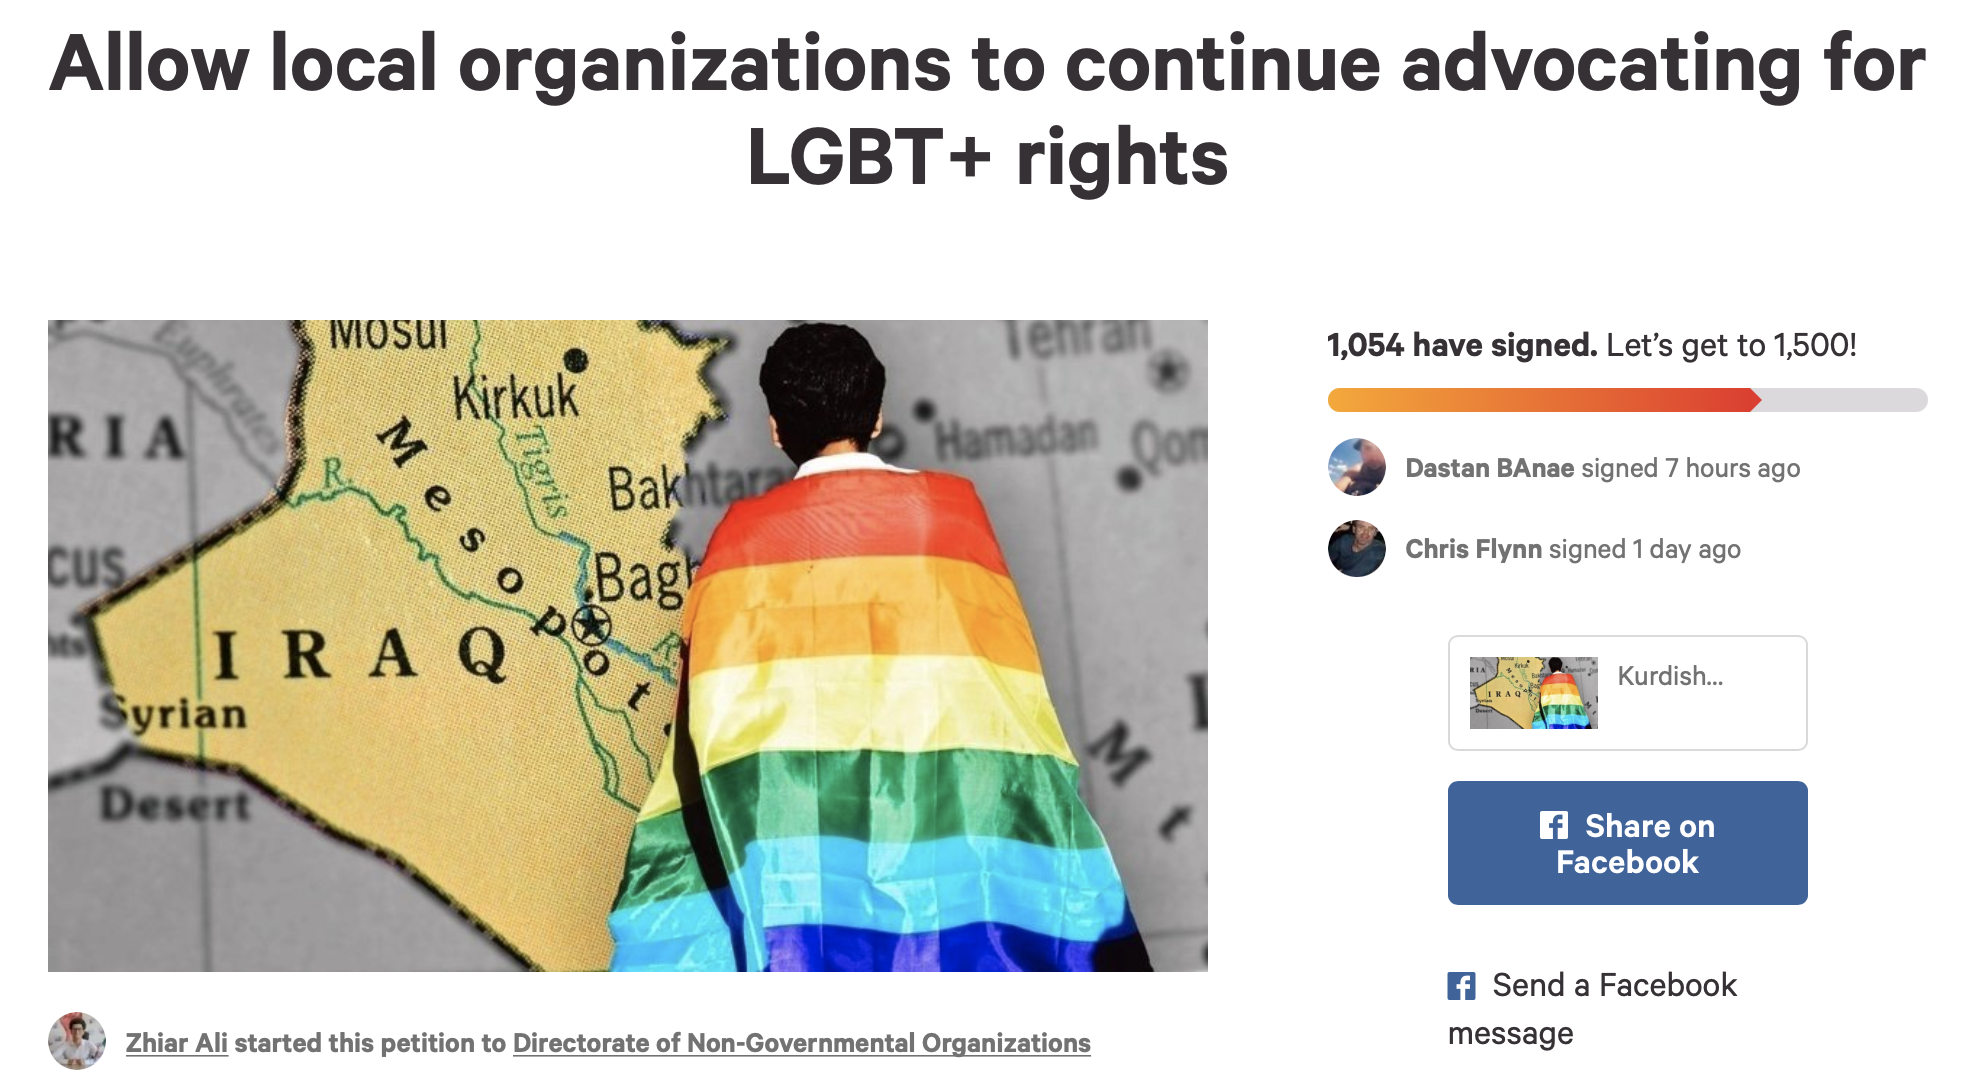 Allow local organizations to continue advocating for
LGBT+ rights
Mosul
Kirkuk
Euphrates
Tehran
Hamadan
Qom
RIA
R.
Tigris
Mesopot
Bakhtara
Bagh
CUS
IRAQ
R
Syrian
Desert
M
t
1,054 have signed. Let's get to 1,500!
Dastan BAnae signed 7 hours ago
Chris Flynn signed 1 day ago
Kurdish...
Share on
Facebook
Send a Facebook
message
Zhiar Ali started this petition to Directorate of Non-Governmental Organizations